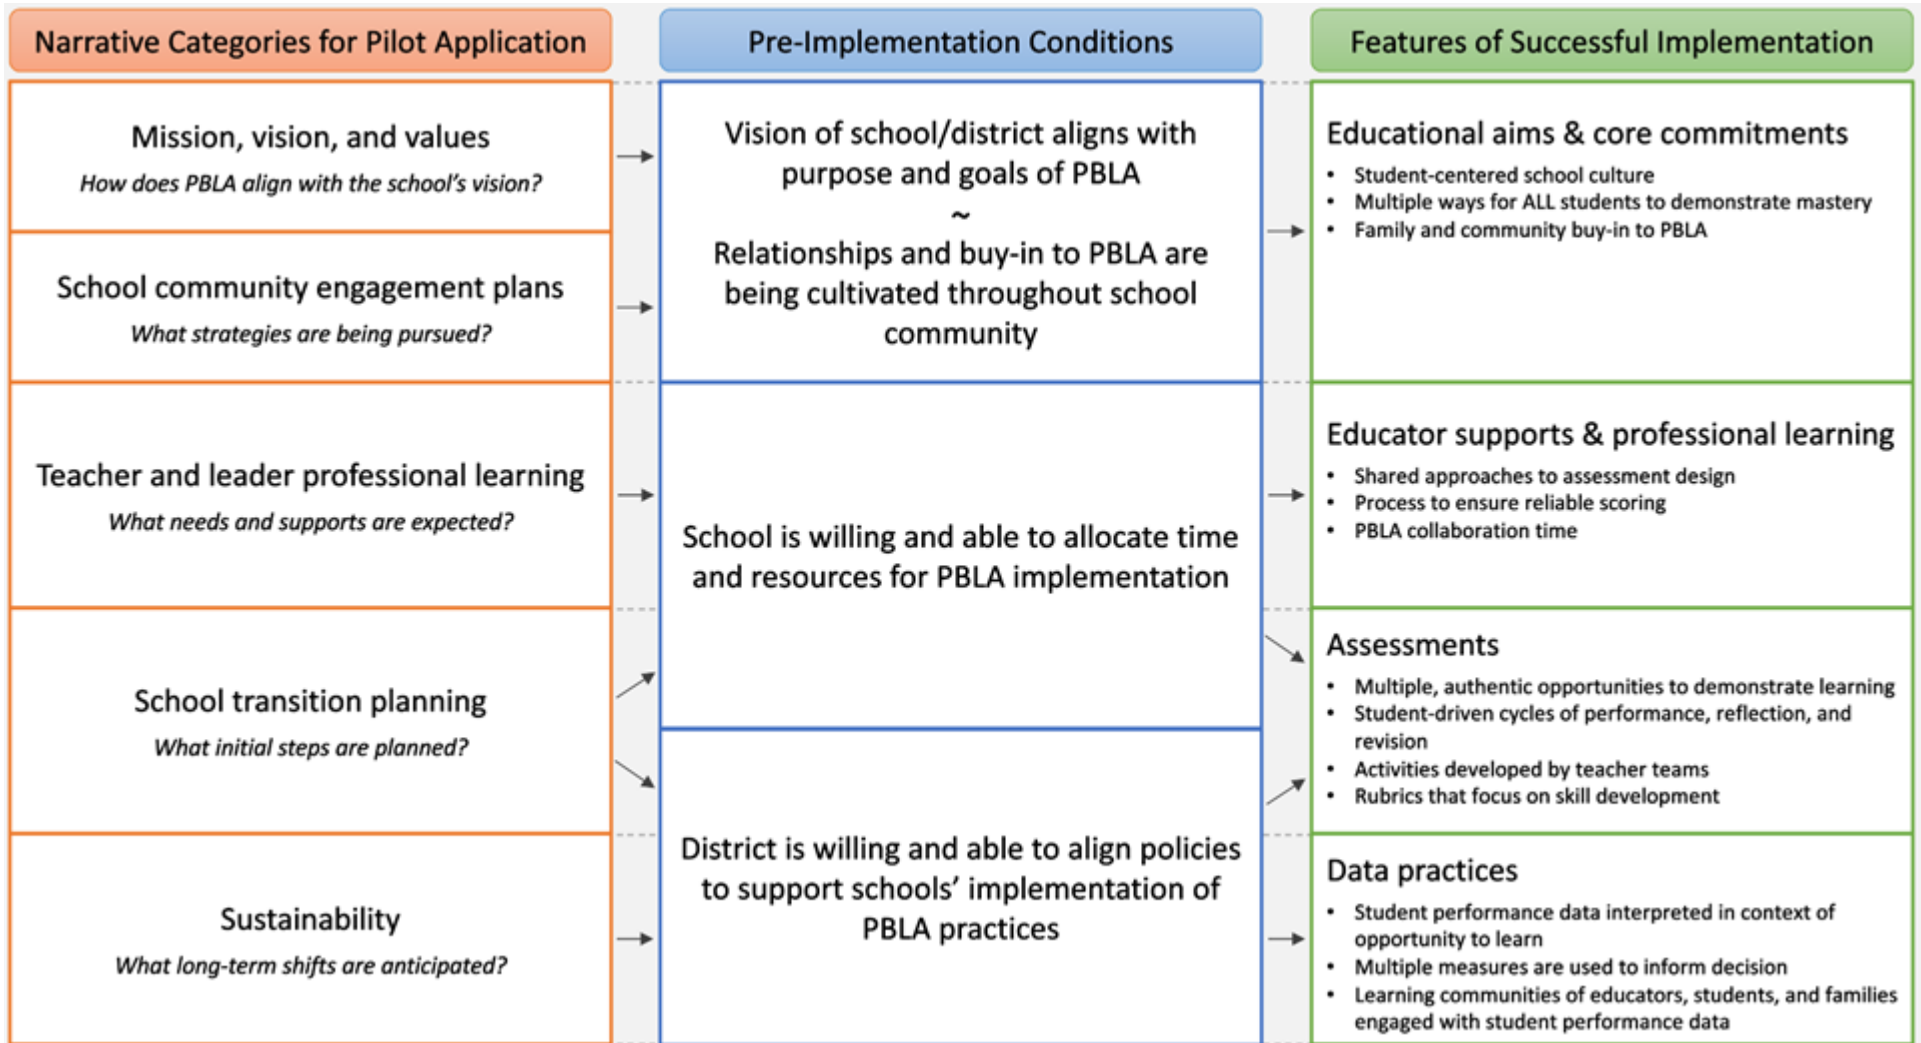 Narrative Categories for Pilot Application
Mission, vision, and values
How does PBLA align with the school's vision?
School community engagement plans
What strategies are being pursued?
Teacher and leader professional learning
What needs and supports are expected?
School transition planning
What initial steps are planned?
Sustainability
What long-term shifts are anticipated?
Pre-Implementation Conditions
Vision of school/district aligns with
purpose and goals of PBLA
~
Relationships and buy-in to PBLA are
being cultivated throughout school
community
School is willing and able to allocate time
and resources for PBLA implementation
District is willing and able to align policies
to support schools' implementation of
PBLA practices
Features of Successful Implementation
Educational aims & core commitments
• Student-centered school culture
• Multiple ways for ALL students to demonstrate mastery
• Family and community buy-in to PBLA
Educator supports & professional learning
• Shared approaches to assessment design
• Process to ensure reliable scoring
• PBLA collaboration time
Assessments
• Multiple, authentic opportunities to demonstrate learning
• Student-driven cycles of performance, reflection, and
revision
• Activities developed by teacher teams
• Rubrics that focus on skill development
Data practices
• Student performance data interpreted in context of
opportunity to learn
• Multiple measures are used to inform decision
• Learning communities of educators, students, and families
engaged with student performance data